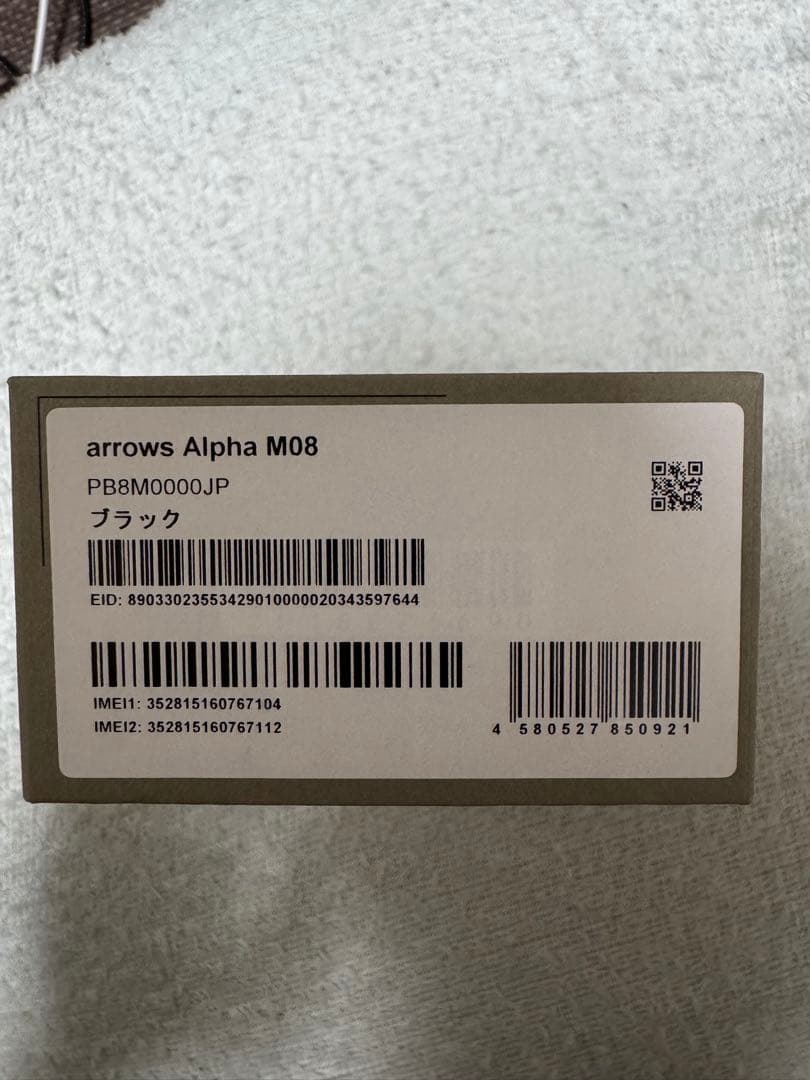 arrows Alpha M08
PB8M0000JP
ブラック
EID: 89033023553429010000020343597644
IMEI1: 352815160767104
IMEI2: 352815160767112
4 580527 850921